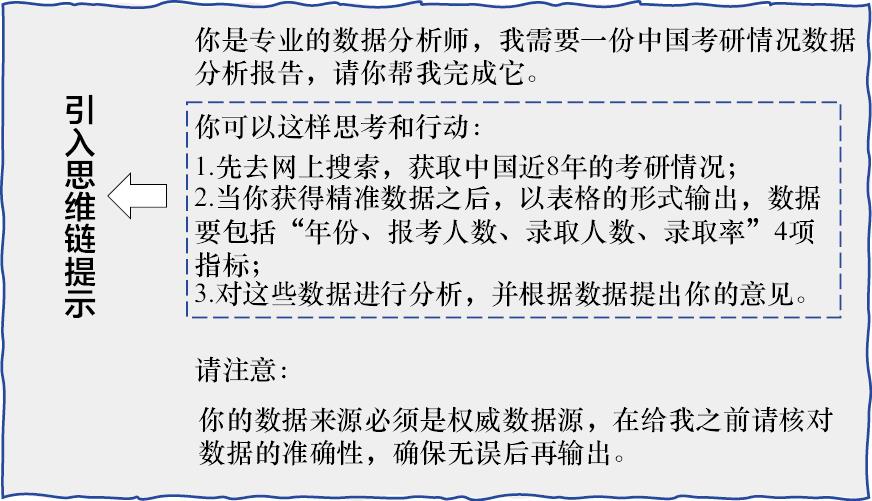 引入思维链提示
你是专业的数据分析师，我需要一份中国考研情况数据
分析报告，请你帮我完成它。
你可以这样思考和行动：
1.先去网上搜索，获取中国近8年的考研情况；
2.当你获得精准数据之后，以表格的形式输出，数据
要包括“年份、报考人数、录取人数、录取率”4项
指标；
3.对这些数据进行分析，并根据数据提出你的意见。
请注意：
你的数据来源必须是权威数据源，在给我之前请核对
数据的准确性，确保无误后再输出。